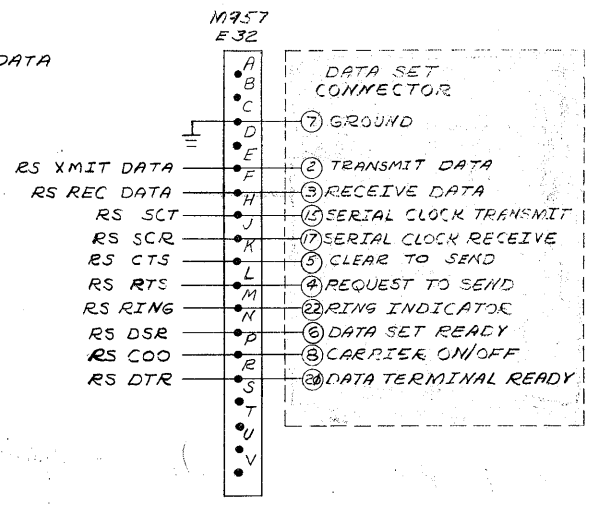 M957
E32
DATA
A
B
C
D
E
F
H
J
K
L
M
N
P
R
S
T
U
V
DATA SET
CONNECTOR
7 GROUND
RS XMIT DATA 2 TRANSMIT DATA
RS REC DATA 3 RECEIVE DATA
RS SCT 15 SERIAL CLOCK TRANSMIT
RS SCR 17 SERIAL CLOCK RECEIVE
RS CTS 5 CLEAR TO SEND
RS RTS 4 REQUEST TO SEND
RS RING 22 RING INDICATOR
RS DSR 6 DATA SET READY
RS COO 8 CARRIER ON/OFF
RS DTR 20 DATA TERMINAL READY